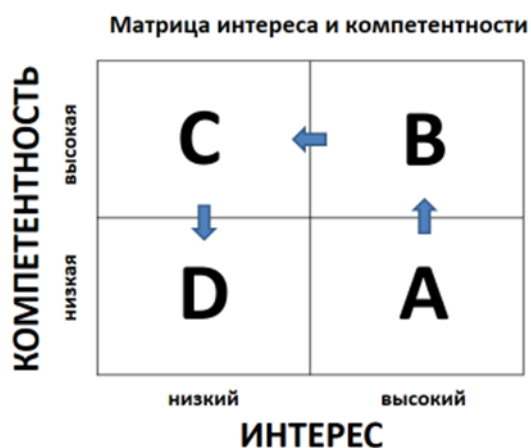 Матрица интереса и компетентности
КОМПЕТЕНТНОСТЬ
высокая
низкая
C
B
D
A
низкий
высокий
ИНТЕРЕС